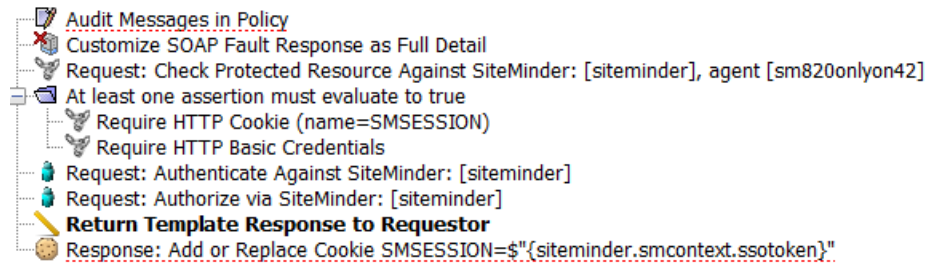 Audit Messages in Policy
Customize SOAP Fault Response as Full Detail
Request: Check Protected Resource Against SiteMinder: [siteminder], agent [sm820onlyon42]
At least one assertion must evaluate to true
Require HTTP Cookie (name=SMSESSION)
Require HTTP Basic Credentials
Request: Authenticate Against SiteMinder: [siteminder]
Request: Authorize via SiteMinder: [siteminder]
Return Template Response to Requestor
Response: Add or Replace Cookie SMSESSION=$"{siteminder.smcontext.ssotoken}"